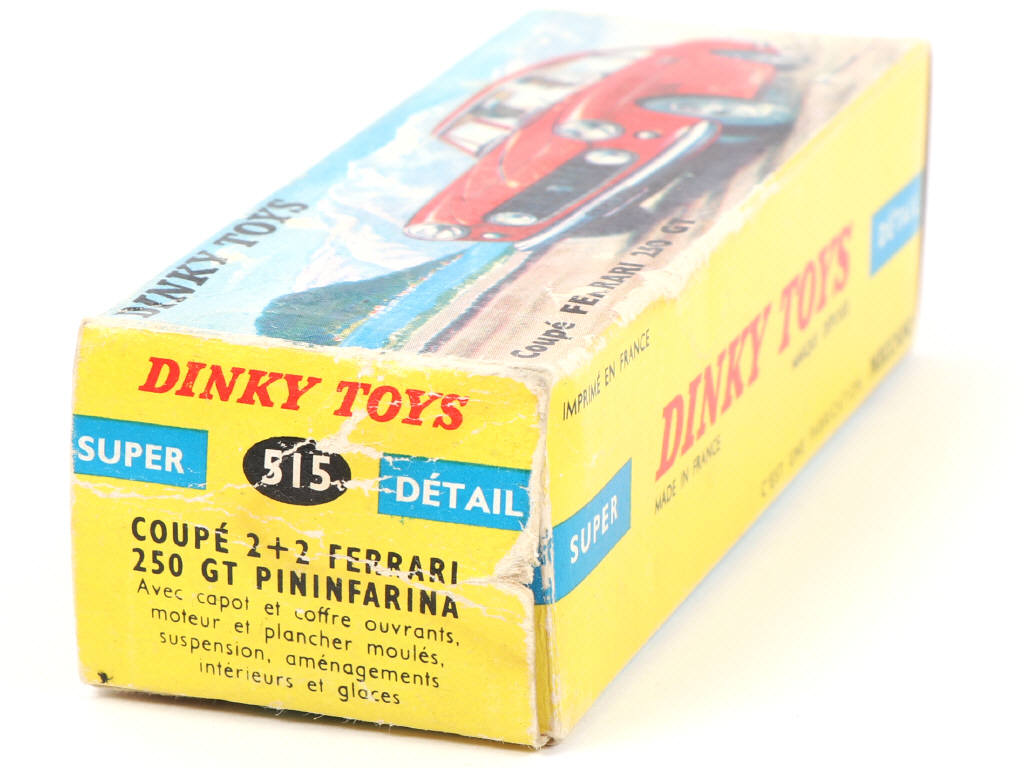 DINKY TOYS
Coupé FERRARI 250 GT
DINKY TOYS
SUPER
515
DÉTAIL
COUPÉ 2+2 FERRARI
250 GT PININFARINA
Avec capot et coffre ouvrants,
moteur et plancher moulés,
suspension, aménagements
intérieurs et glaces
IMPRIMÉ EN FRANCE
DINKY TOYS
MADE IN FRANCE
SUPER
DÉTAIL
C'EST UNE